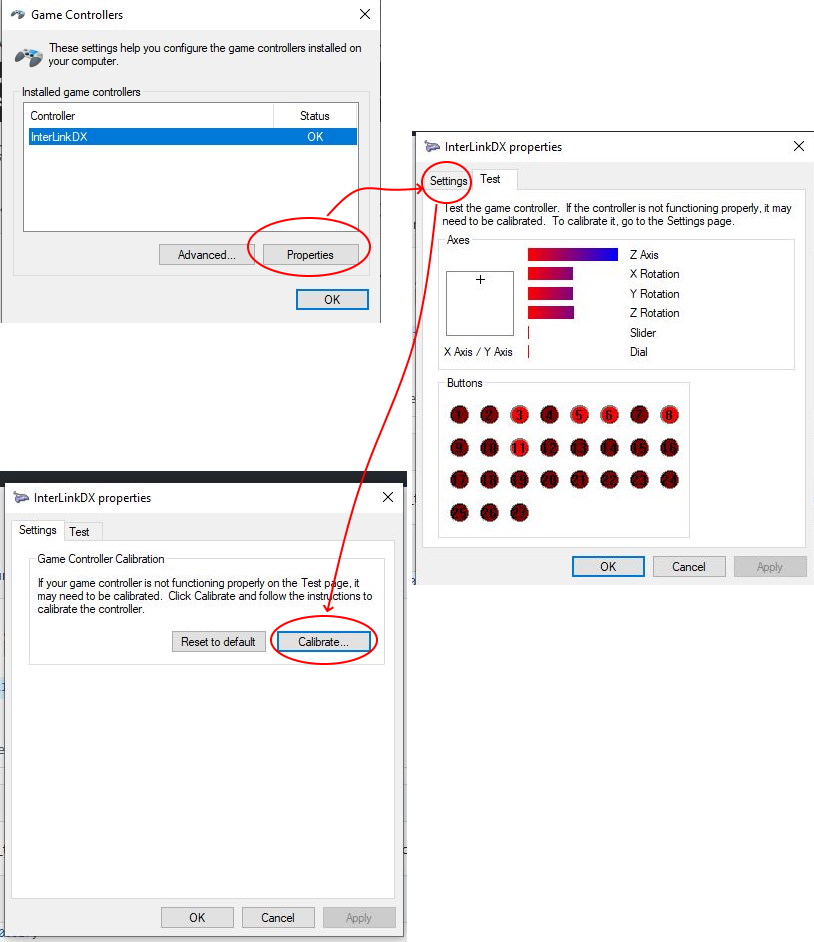 Game Controllers
These settings help you configure the game controllers installed on
your computer.
Installed game controllers
Controller Status
InterLinkDX OK
Advanced... Properties
OK
InterLinkDX properties
Settings Test
Test the game controller. If the controller is not functioning properly, it may
need to be calibrated. To calibrate it, go to the Settings page.
Axes
Z Axis
X Rotation
Y Rotation
Z Rotation
Slider
X Axis / Y Axis Dial
Buttons
1 2 3 4 5 6 7 8
9 10 11 12 13 14 15 16
17 18 19 20 21 22 23 24
25 26 27
OK Cancel Apply
InterLinkDX properties
Settings Test
Game Controller Calibration
If your game controller is not functioning properly on the Test page, it
may need to be calibrated. Click Calibrate and follow the instructions to
calibrate the controller.
Reset to default Calibrate...
OK Cancel Apply